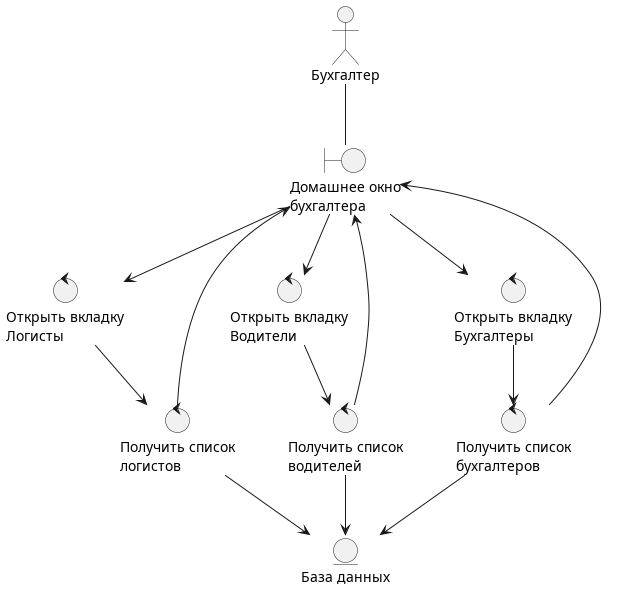 Бухгалтер
Домашнее окно
бухгалтера
Открыть вкладку
Логисты
Открыть вкладку
Водители
Открыть вкладку
Бухгалтеры
Получить список
логистов
Получить список
водителей
Получить список
бухгалтеров
База данных